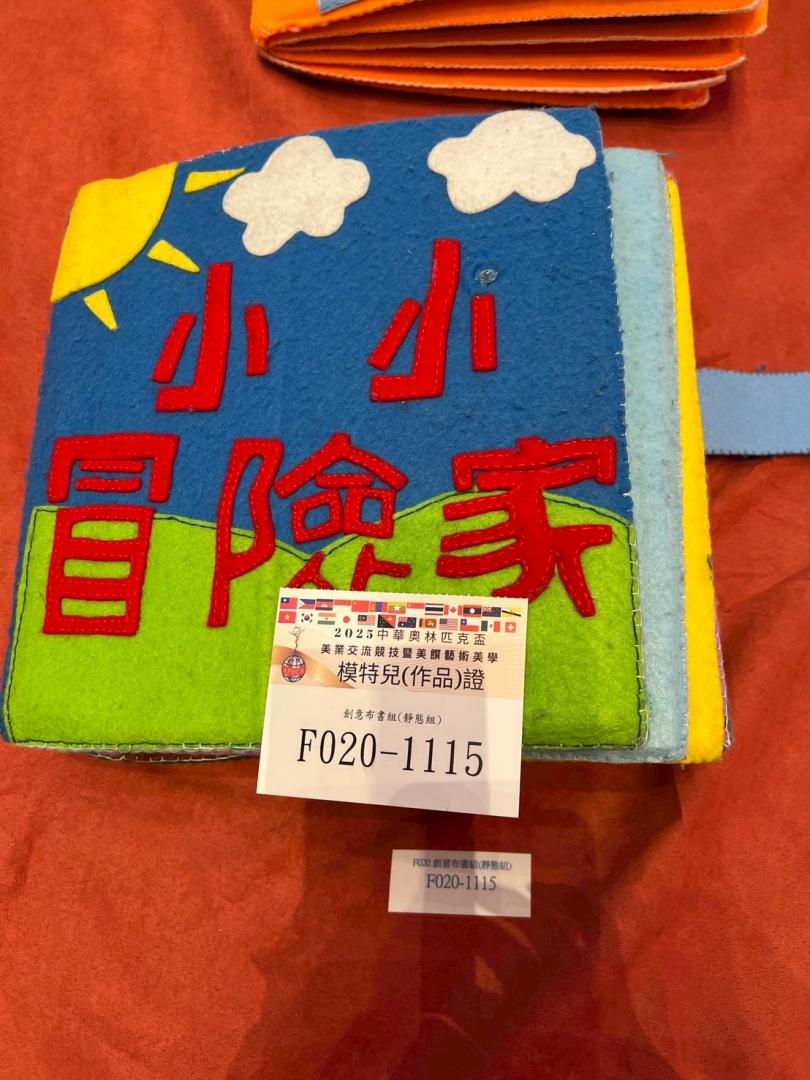 小小
冒險家
2025中華奧林匹克盃
美業交流競技暨美饌藝術美學
模特兒(作品)證
創意布書組(靜態組)
F020-1115
F020 創意布書組(靜態組)
F020-1115